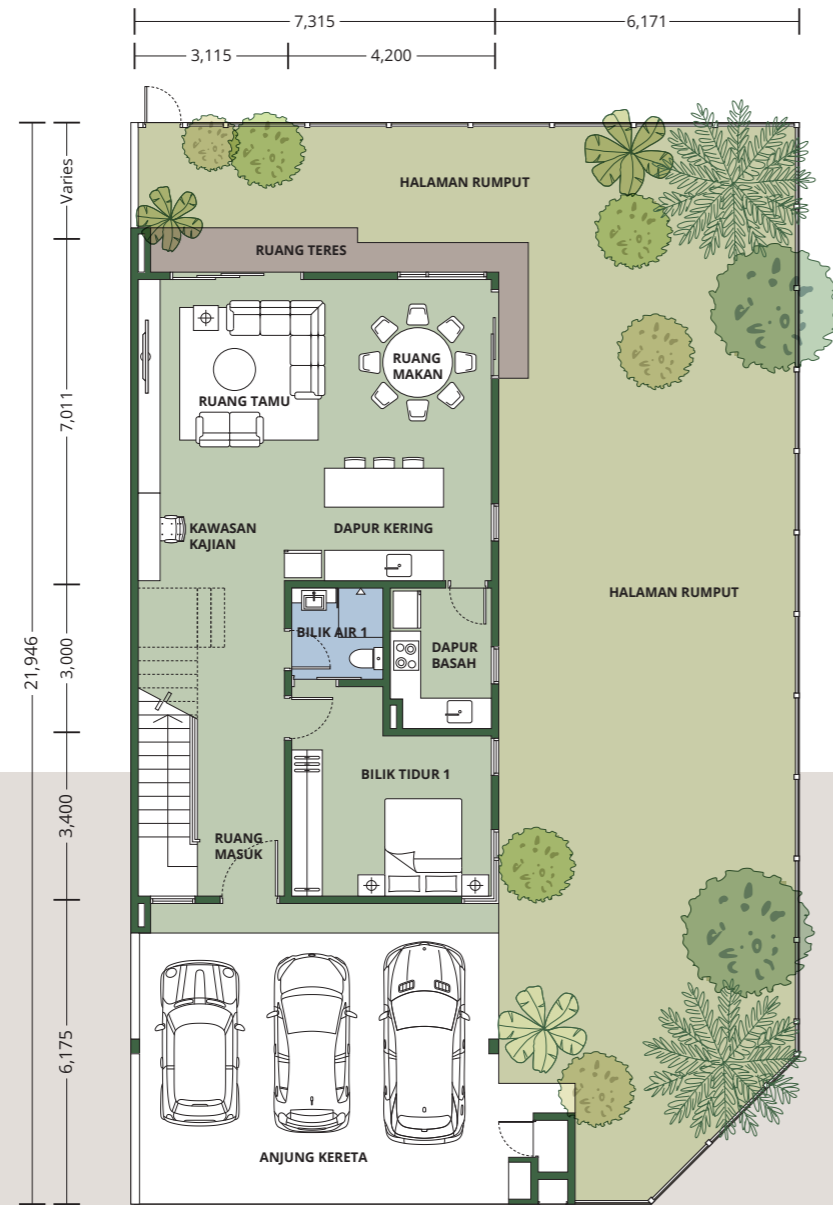 7,315
6,171
3,115
4,200
Varies
HALAMAN RUMPUT
RUANG TERES
RUANG
MAKAN
RUANG TAMU
7,011
KAWASAN
KAJIAN
DAPUR KERING
HALAMAN RUMPUT
21,946
3,000
BILIK AIR 1
DAPUR
BASAH
BILIK TIDUR 1
3,400
RUANG
MASUK
6,175
ANJUNG KERETA